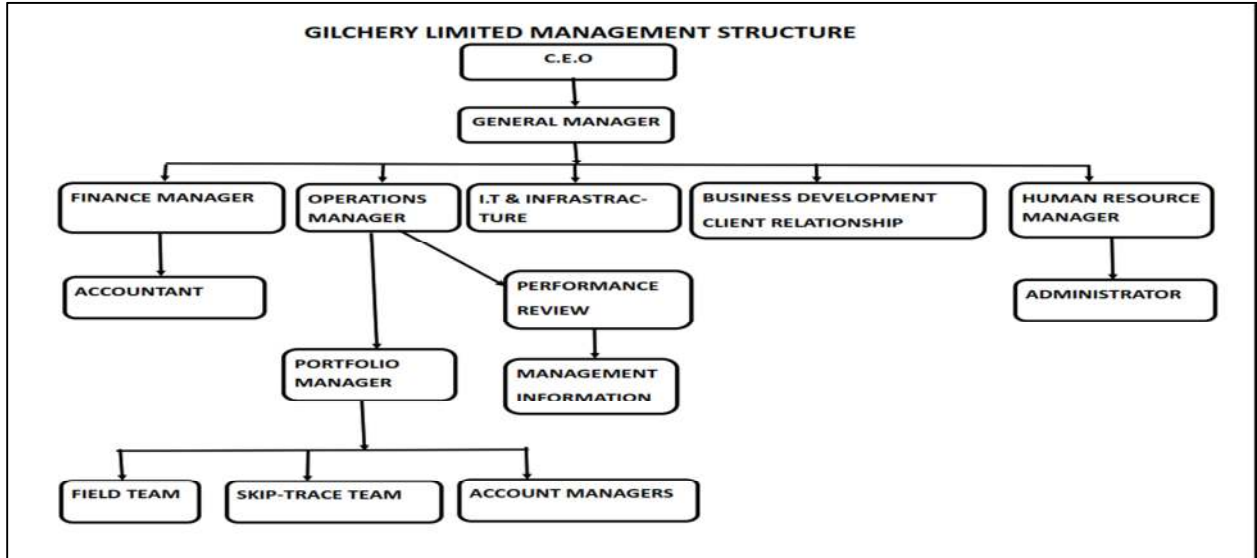 GILCHERY LIMITED MANAGEMENT STRUCTURE
C.E.O
GENERAL MANAGER
FINANCE MANAGER
OPERATIONS
MANAGER
I.T & INFRASTRAC-
TURE
BUSINESS DEVELOPMENT
CLIENT RELATIONSHIP
HUMAN RESOURCE
MANAGER
ACCOUNTANT
PERFORMANCE
REVIEW
ADMINISTRATOR
PORTFOLIO
MANAGER
MANAGEMENT
INFORMATION
FIELD TEAM
SKIP-TRACE TEAM
ACCOUNT MANAGERS